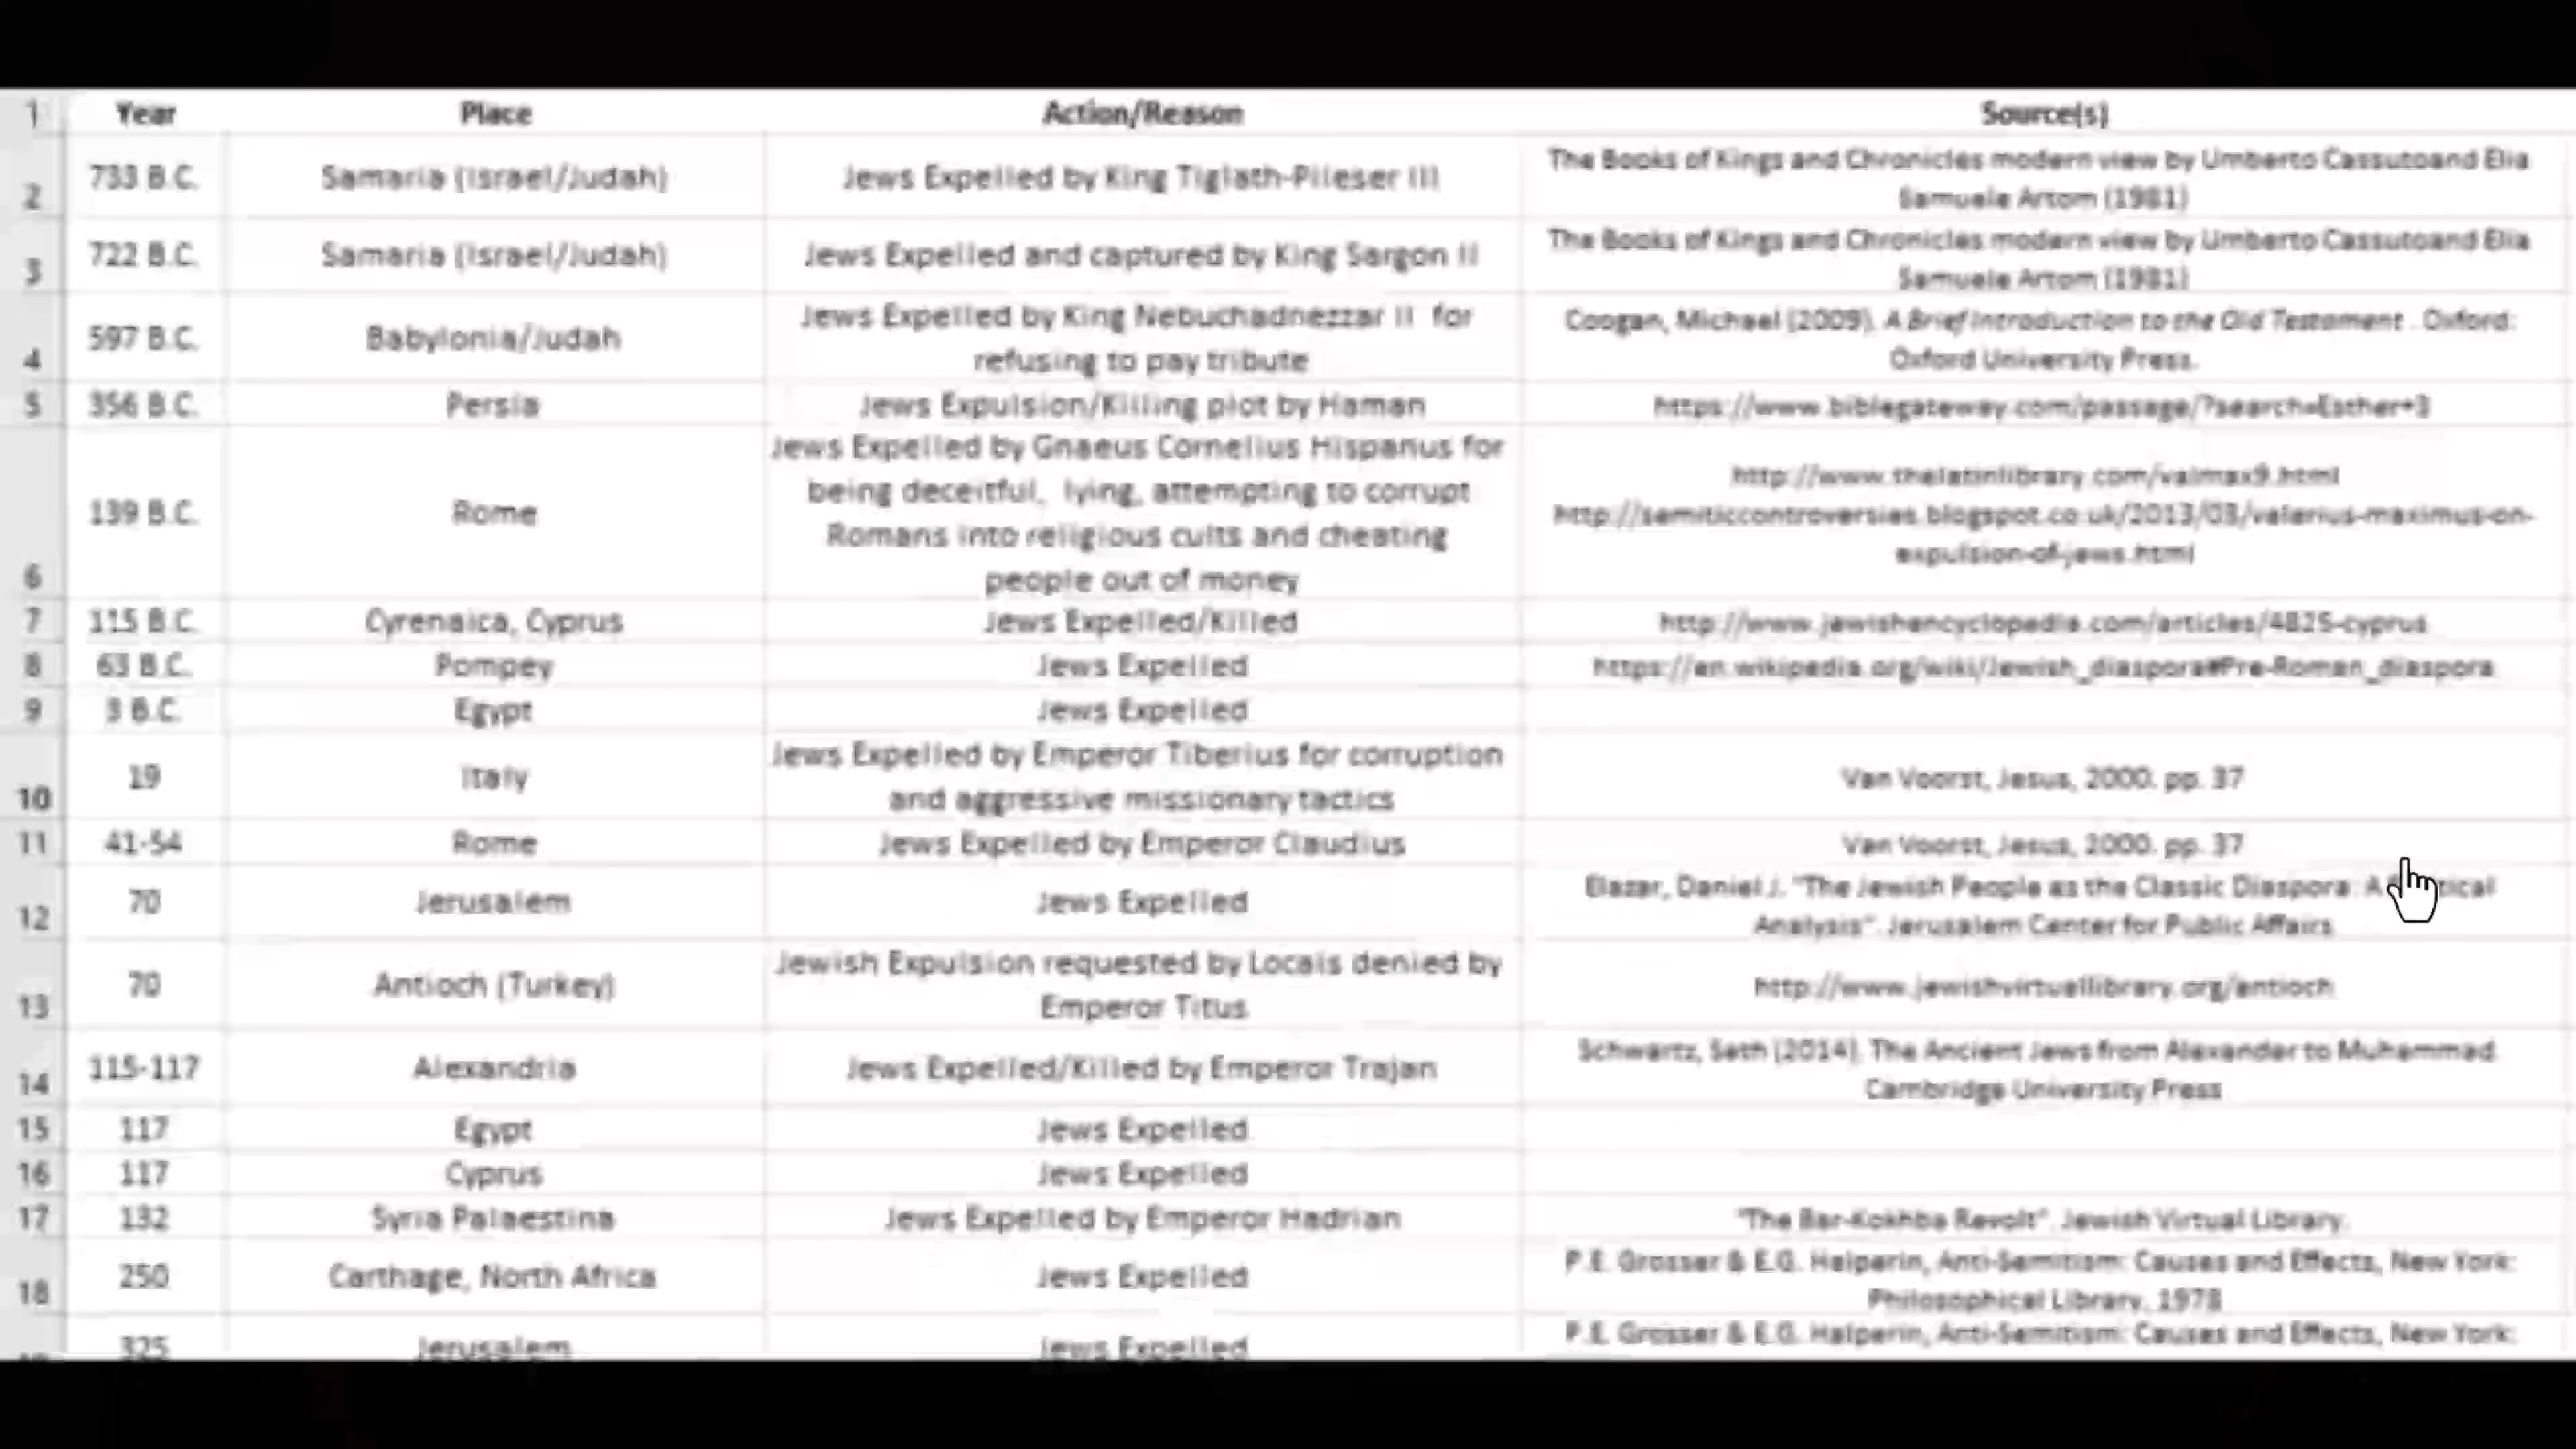 1 Year Place Action/Reason Source(s)
2 733 B.C. Samaria (Israel/Judah) Jews Expelled by King Tiglath-Pileser III The Books of Kings and Chronicles modern view by Umberto Cassutoand Elia
Samuele Artom (1981)
3 722 B.C. Samaria (Israel/Judah) Jews Expelled and captured by King Sargon II The Books of Kings and Chronicles modern view by Umberto Cassutoand Elia
Samuele Artom (1981)
4 597 B.C. Babylonia/Judah Jews Expelled by King Nebuchadnezzar II for
refusing to pay tribute
Coogan, Michael (2009). A Brief Introduction to the Old Testament . Oxford:
Oxford University Press.
5 356 B.C. Persia Jews Expulsion/Killing plot by Haman https://www.biblegateway.com/passage/?search=Esther+3
6 139 B.C. Rome Jews Expelled by Gnaeus Cornelius Hispanus for
being deceitful, lying, attempting to corrupt
Romans into religious cults and cheating
people out of money
http://www.thelatinlibrary.com/valmax9.html
http://semiticcontroversies.blogspot.co.uk/2013/03/valerius-maximus-on-
expulsion-of-jews.html
7 115 B.C. Cyrenaica, Cyprus Jews Expelled/Killed http://www.jewishencyclopedia.com/articles/4825-cyprus
8 63 B.C. Pompey Jews Expelled https://en.wikipedia.org/wiki/Jewish_diaspora#Pre-Roman_diaspora
9 3 B.C. Egypt Jews Expelled
10 19 Italy Jews Expelled by Emperor Tiberius for corruption
and aggressive missionary tactics
Van Voorst, Jesus, 2000. pp. 37
11 41-54 Rome Jews Expelled by Emperor Claudius Van Voorst, Jesus, 2000. pp. 37
12 70 Jerusalem Jews Expelled Elazar, Daniel J. "The Jewish People as the Classic Diaspora: A
Analysis". Jerusalem Center for Public Affairs
13 70 Antioch (Turkey) Jewish Expulsion requested by Locals denied by
Emperor Titus
http://www.jewishvirtuallibrary.org/antioch
14 115-117 Alexandria Jews Expelled/Killed by Emperor Trajan Schwartz, Seth (2014). The Ancient Jews from Alexander to Muhammad.
Cambridge University Press
15 117 Egypt Jews Expelled
16 117 Cyprus Jews Expelled
17 132 Syria Palaestina Jews Expelled by Emperor Hadrian "The Bar-Kokhba Revolt". Jewish Virtual Library.
18 250 Carthage, North Africa Jews Expelled P.E. Grosser & E.G. Halperin, Anti-Semitism: Causes and Effects, New York:
Philosophical Library, 1978
325 Jerusalem Jews Expelled P.E. Grosser & E.G. Halperin, Anti-Semitism: Causes and Effects, New York: